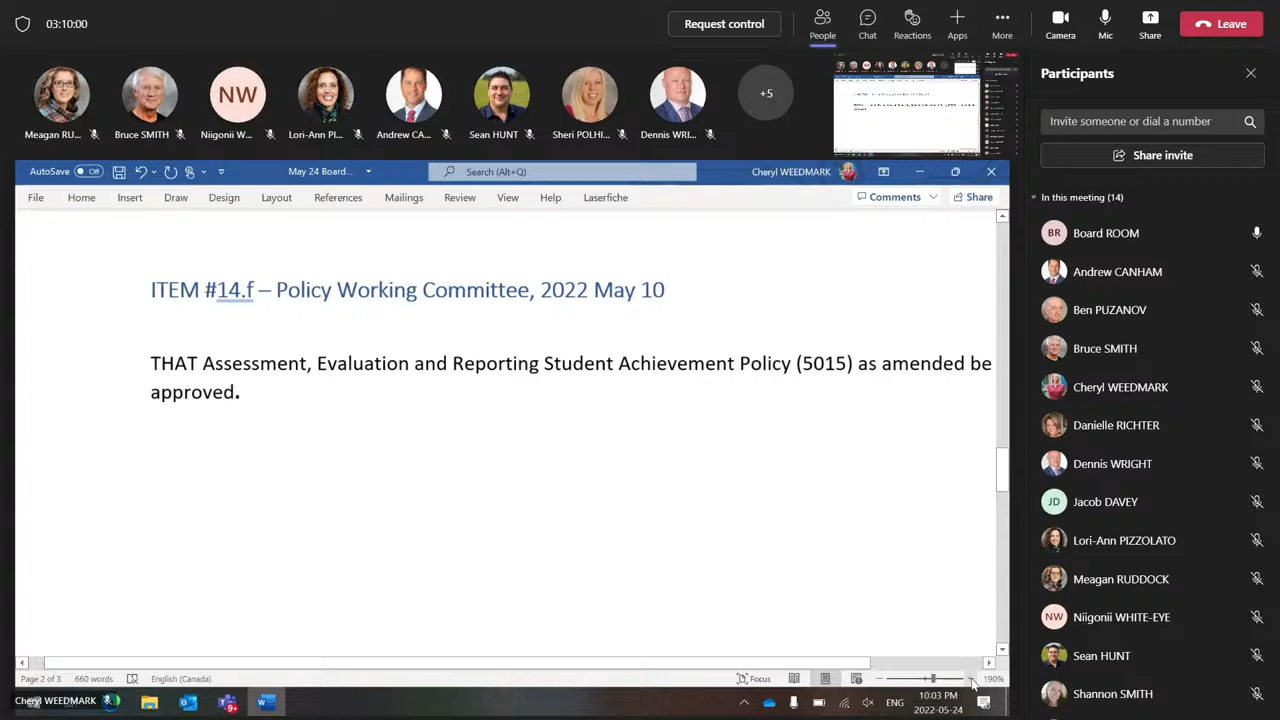 03:10:00
Request control
People
Chat
Reactions
Apps
More
Camera
Mic
Share
Leave
Meagan RU...
Bruce SMITH
NW
Niigonii W...
Ann PI...
Andrew CA...
Sean HUNT
Sheri POLHI...
Dennis WRI...
+5
Participants
Invite someone or dial a number
Share invite
In this meeting (14)
BR Board ROOM
Andrew CANHAM
Ben PUZANOV
Bruce SMITH
Cheryl WEEDMARK
Danielle RICHTER
Dennis WRIGHT
JD Jacob DAVEY
Lori-Ann PIZZOLATO
Meagan RUDDOCK
NW Niigonii WHITE-EYE
Sean HUNT
Shannon SMITH
AutoSave Off
May 24 Board...
Search (Alt+Q)
Cheryl WEEDMARK
File Home Insert Draw Design Layout References Mailings Review View Help Laserfiche
Comments
Share
ITEM #14.f – Policy Working Committee, 2022 May 10
THAT Assessment, Evaluation and Reporting Student Achievement Policy (5015) as amended be
approved.
Page 2 of 3 660 words English (Canada)
Focus
190%
Cheryl WEEDMARK
ENG
10:03 PM
2022-05-24